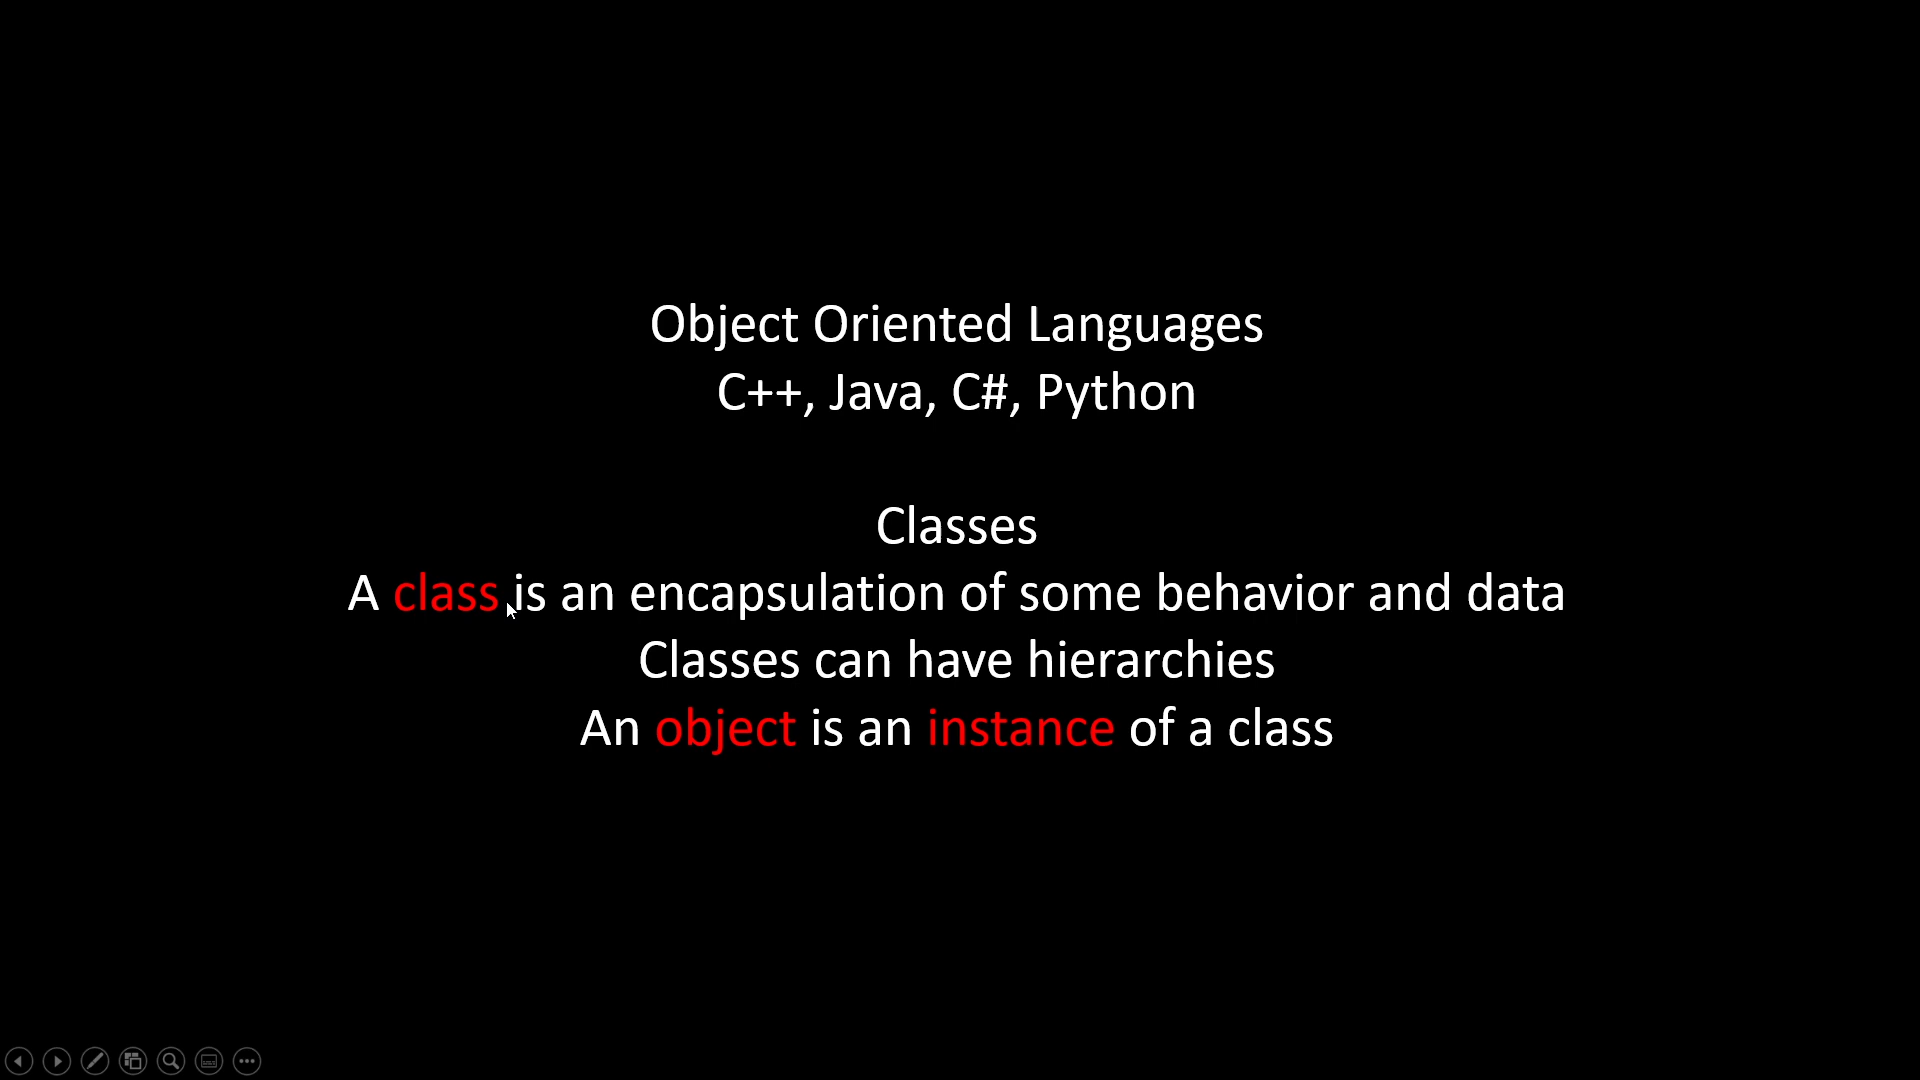 Object Oriented Languages
C++, Java, C#, Python
Classes
A class is an encapsulation of some behavior and data
Classes can have hierarchies
An object is an instance of a class